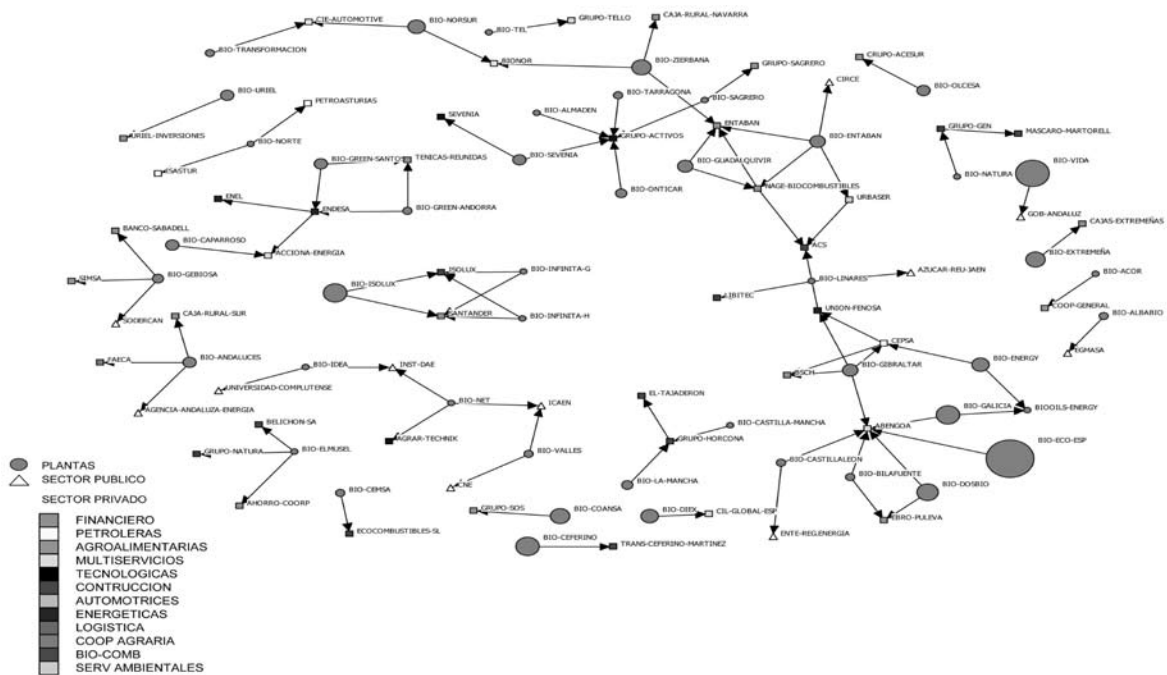 CIE-AUTOMOTIVE
BIO-NORSUR
GRUPO-TELLO
BIO-TEL
CAJA-RURAL-NAVARRA
BIO-TRANSFORMACION
BIONOR
BIO-ZIERBANA
GRUPO-SAGRERO
CIRCE
CRUPO-ACESUR
BIO-OLCESA
BIO-URIEL
PETROASTURIAS
URIEL-INVERSIONES
BIO-NORTE
ISASTUR
SEVENIA
BIO-ALMADEN
BIO-TARRAGONA
BIO-SAGRERO
GRUPO-ACTIVOS
ENTABAN
BIO-ENTABAN
GRUPO-GEN
MASCARO-MARTORELL
BIO-GREEN-SANTOS
TENICAS-REUNIDAS
BIO-SEVENIA
BIO-GUADALQUIVIR
BIO-NATURA
BIO-VIDA
ENEL
ENDESA
BIO-GREEN-ANDORRA
BIO-ONTICAR
NAGE-BIOCOMBUSTIBLES
URBASER
GOB-ANDALUZ
BANCO-SABADELL
BIO-CAPARROSO
ACCIONA-ENERGIA
ACS
CAJAS-EXTREMEÑAS
BIO-EXTREMEÑA
SIMSA
BIO-GEBIOSA
BIO-ISOLUX
ISOLUX
BIO-INFINITA-G
BIO-LINARES
AZUCAR-REU-JAEN
BIO-ACOR
LIBITEC
COOP-GENERAL
SODERCAN
CAJA-RURAL-SUR
SANTANDER
BIO-INFINITA-H
UNION-FENOSA
BIO-ALBABIO
FAECA
BIO-ANDALUCES
BIO-IDEA
INST-DAE
CEPSA
BIO-ENERGY
EGMASA
BSCH
BIO-GIBRALTAR
UNIVERSIDAD-COMPLUTENSE
AGENCIA-ANDALUZA-ENERGIA
BIO-NET
ICAEN
EL-TAJADERON
BIO-GALICIA
BIOOILS-ENERGY
BELICHON-SA
AGRAR-TECHNIK
GRUPO-HORCONA
BIO-CASTILLA-MANCHA
ABENGOA
GRUPO-NATURA
BIO-ELMUSEL
BIO-VALLES
BIO-CASTILLALEON
BIO-ECO-ESP
BIO-BILAFUENTE
BIO-DOSBIO
CNE
BIO-LA-MANCHA
AHORRO-COORP
BIO-CEMSA
ECOCOMBUSTIBLES-SL
GRUPO-SOS
BIO-COANSA
BIO-DIEX
CIL-GLOBAL-ESP
EBRO-PULEVA
ENTE-REG.ENERGIA
BIO-CEFERINO
TRANS-CEFERINO-MARTINEZ
PLANTAS
SECTOR PUBLICO
SECTOR PRIVADO
FINANCIERO
PETROLERAS
AGROALIMENTARIAS
MULTISERVICIOS
TECNOLOGICAS
CONTRUCCION
AUTOMOTRICES
ENERGETICAS
LOGISTICA
COOP AGRARIA
BIO-COMB
SERV AMBIENTALES